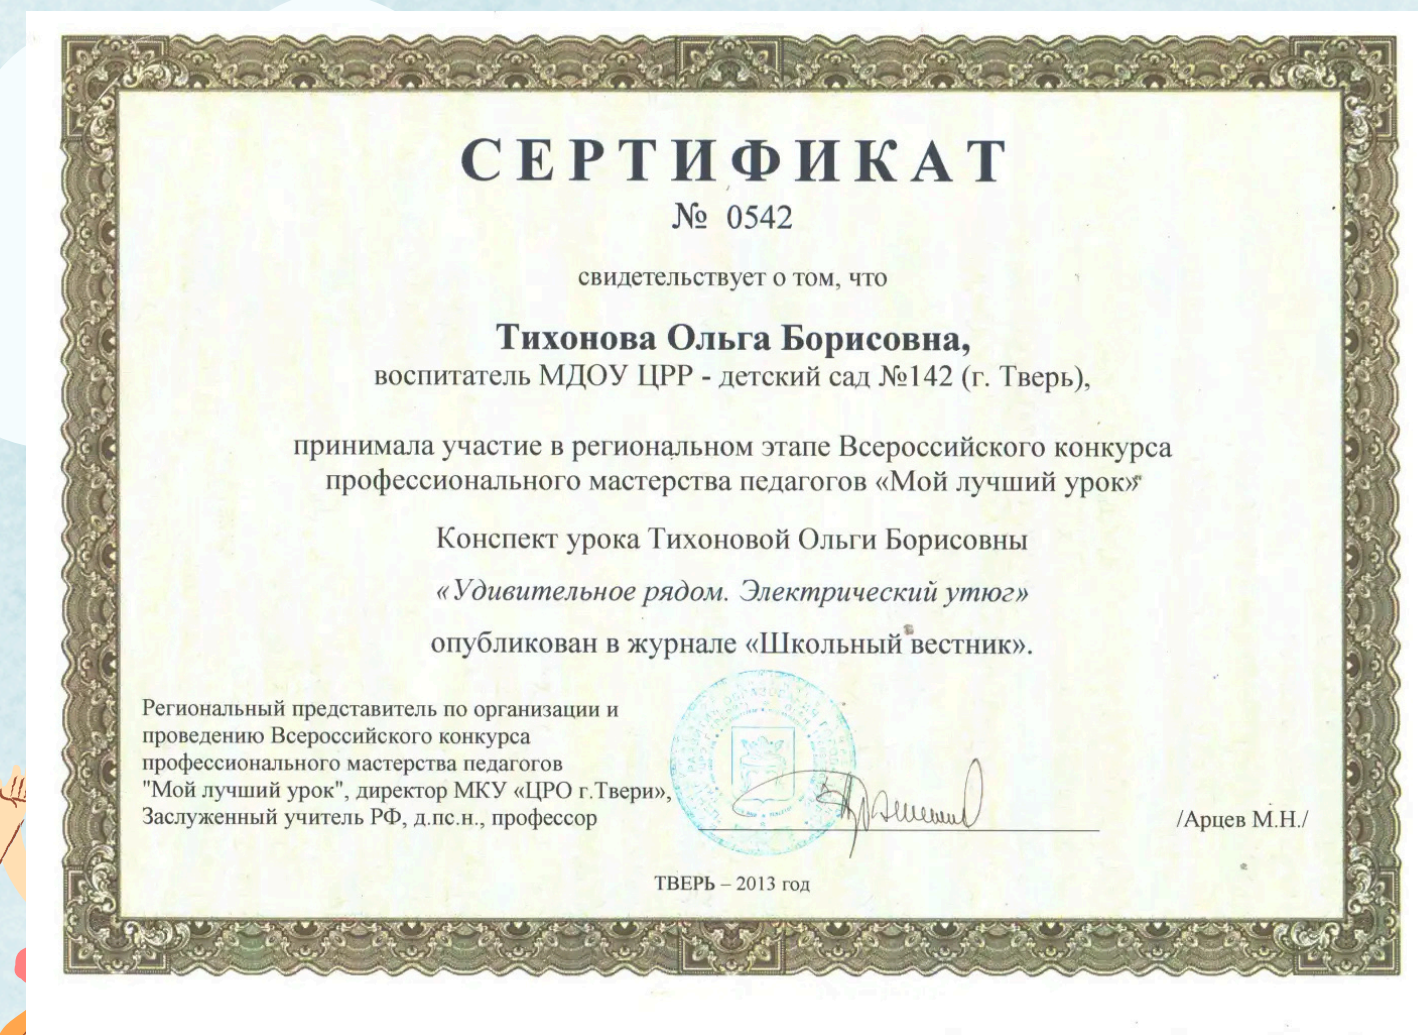 СЕРТИФИКАТ
№ 0542
свидетельствует о том, что
Тихонова Ольга Борисовна,
воспитатель МДОУ ЦРР - детский сад №142 (г. Тверь),
принимала участие в региональном этапе Всероссийского конкурса
профессионального мастерства педагогов «Мой лучший урок»
Конспект урока Тихоновой Ольги Борисовны
«Удивительное рядом. Электрический утюг»
опубликован в журнале «Школьный вестник».
Региональный представитель по организации и
проведению Всероссийского конкурса
профессионального мастерства педагогов
"Мой лучший урок", директор МКУ «ЦРО г.Твери»,
Заслуженный учитель РФ, д.пс.н., профессор
/Арцев М.Н./
ТВЕРЬ – 2013 год